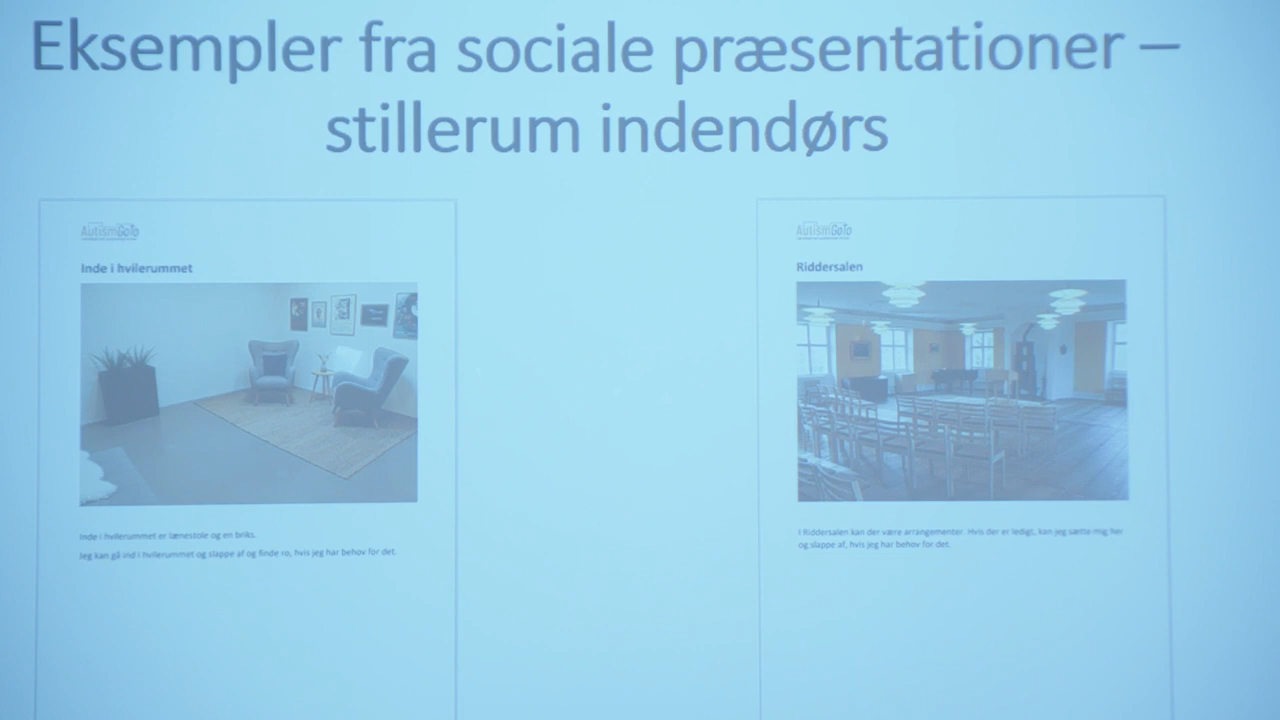 Eksempler fra sociale præsentationer –
stillerum indendørs
AutismGoTo
Inde i hvilerummet
Inde i hvilerummet er lænestole og en briks.
Jeg kan gå ind i hvilerummet og slappe af og finde ro, hvis jeg har behov for det.
AutismGoTo
Riddersalen
I Riddersalen kan der være arrangementer. Hvis der er ledigt, kan jeg sætte mig her
og slappe af, hvis jeg har behov for det.